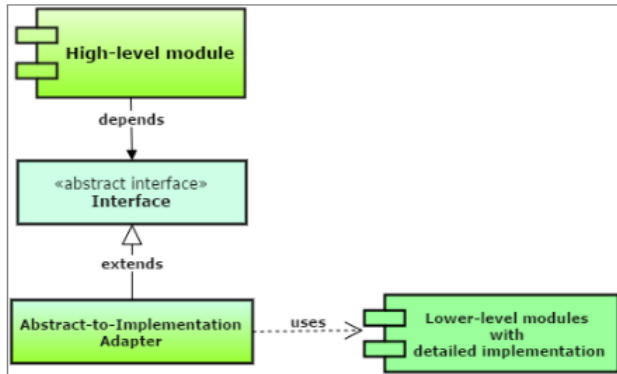 High-level module
depends
«abstract interface»
Interface
extends
Abstract-to-Implementation
Adapter
uses
Lower-level modules
with
detailed implementation